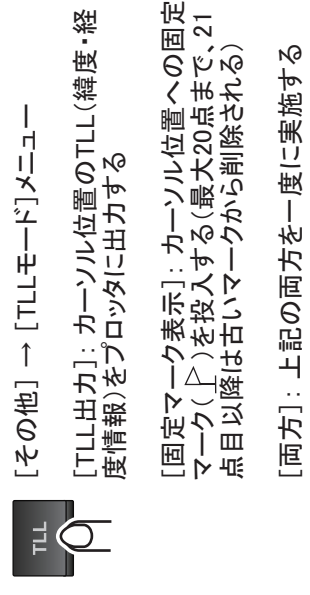 TLL
[その他] → [TLLモード]メニュー
[TLL出力]: カーソル位置のTLL(緯度・経
度情報)をプロッタに出力する
[固定マーク表示]: カーソル位置への固定
マーク( )を投入する(最大20点まで、21
点目以降は古いマークから削除される)
[両方]: 上記の両方を一度に実施する